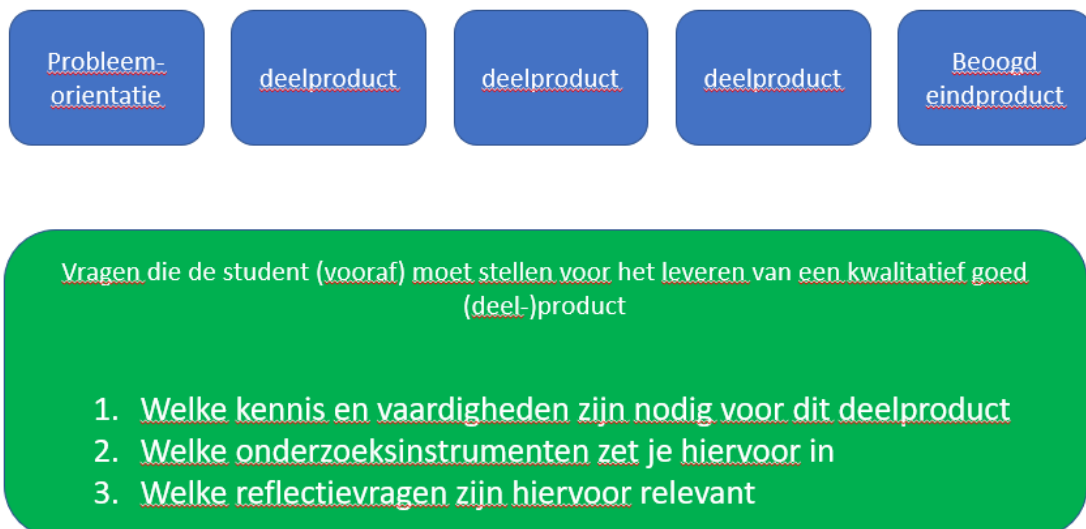 Probleem-
orientatie
deelproduct
deelproduct
deelproduct
Beoogd
eindproduct
Vragen die de student (vooraf) moet stellen voor het leveren van een kwalitatief goed
(deel-)product
1. Welke kennis en vaardigheden zijn nodig voor dit deelproduct
2. Welke onderzoeksinstrumenten zet je hiervoor in
3. Welke reflectievragen zijn hiervoor relevant